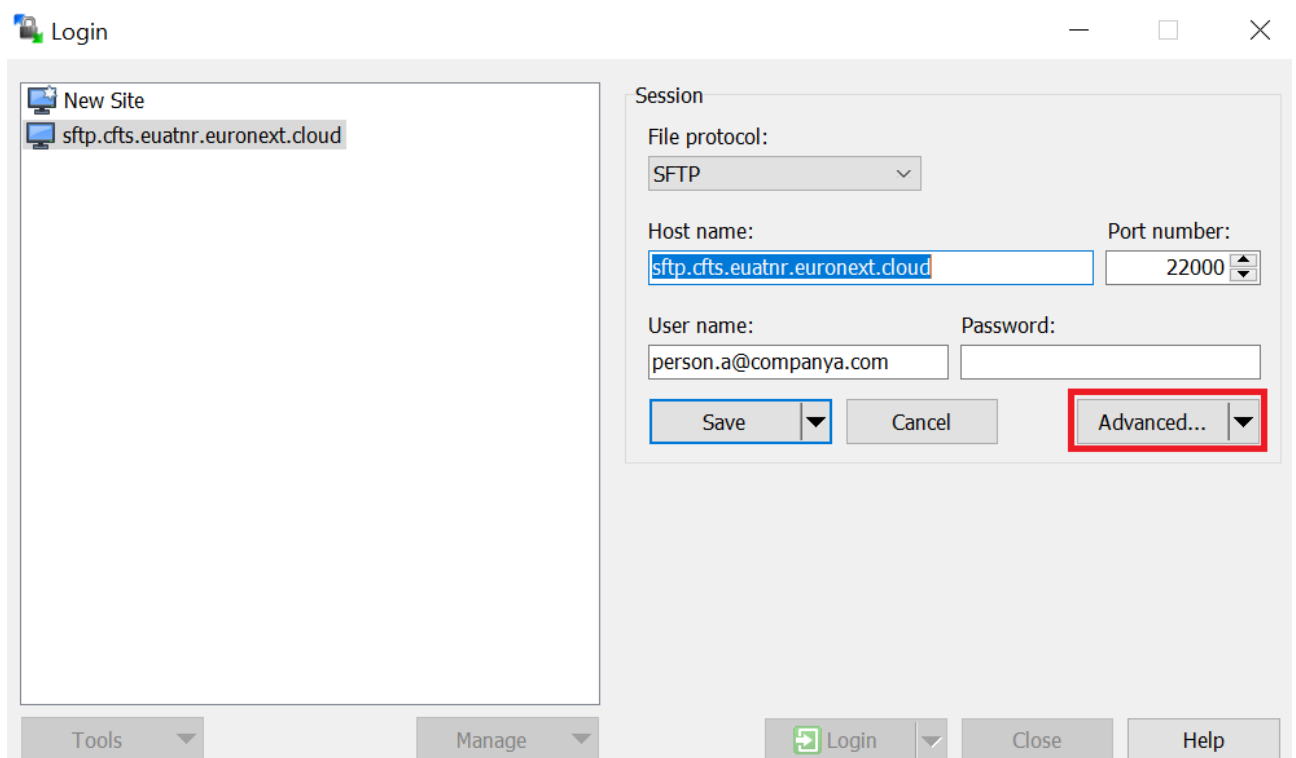 Login
New Site
sftp.cfts.euatnr.euronext.cloud
Session
File protocol:
SFTP
Host name:
Port number:
sftp.cfts.euatnr.euronext.cloud
22000
User name:
Password:
person.a@companya.com
Save
Cancel
Advanced...
Tools
Manage
Login
Close
Help